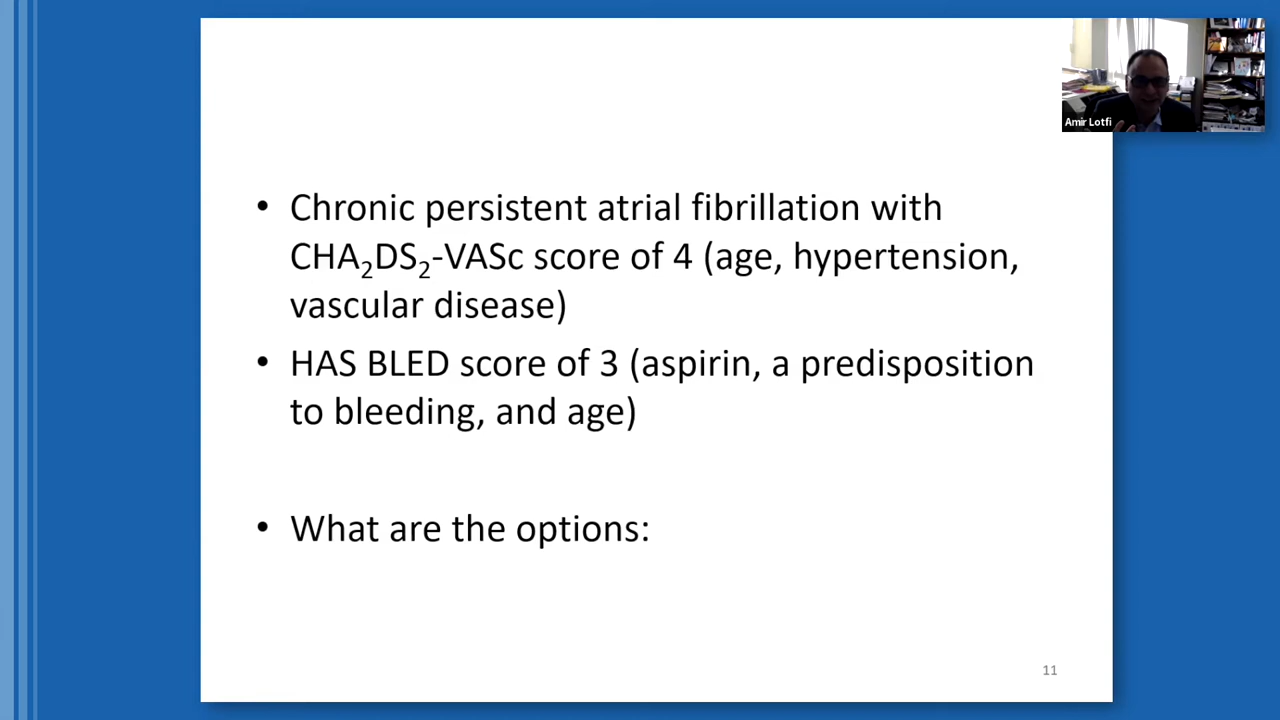 Amir Lotfi
• Chronic persistent atrial fibrillation with
CHA₂DS₂-VASc score of 4 (age, hypertension,
vascular disease)
• HAS BLED score of 3 (aspirin, a predisposition
to bleeding, and age)
• What are the options:
11